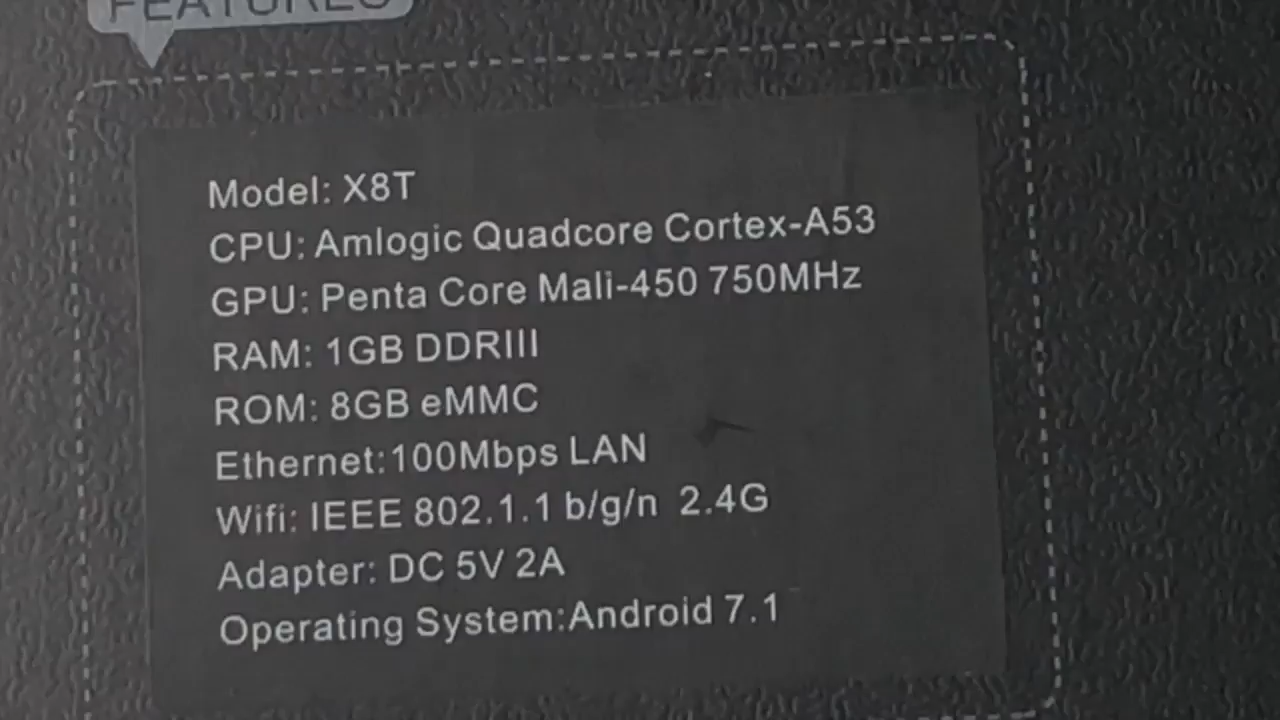 FEATURES
Model: X8T
CPU: Amlogic Quadcore Cortex-A53
GPU: Penta Core Mali-450 750MHz
RAM: 1GB DDRIII
ROM: 8GB eMMC
Ethernet:100Mbps LAN
Wifi: IEEE 802.1.1 b/g/n 2.4G
Adapter: DC 5V 2A
Operating System:Android 7.1